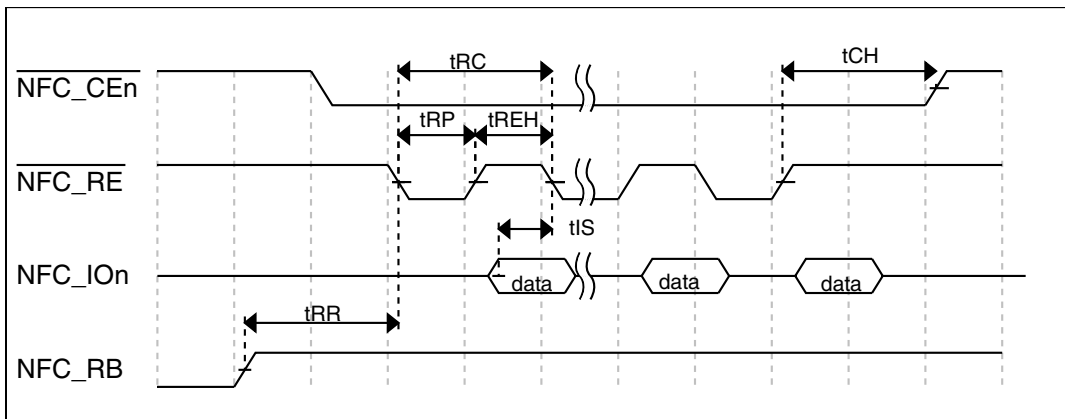 tRC
tCH
NFC_CEn
tRP
tREH
NFC_RE
tIS
NFC_IOn
data
data
data
tRR
NFC_RB